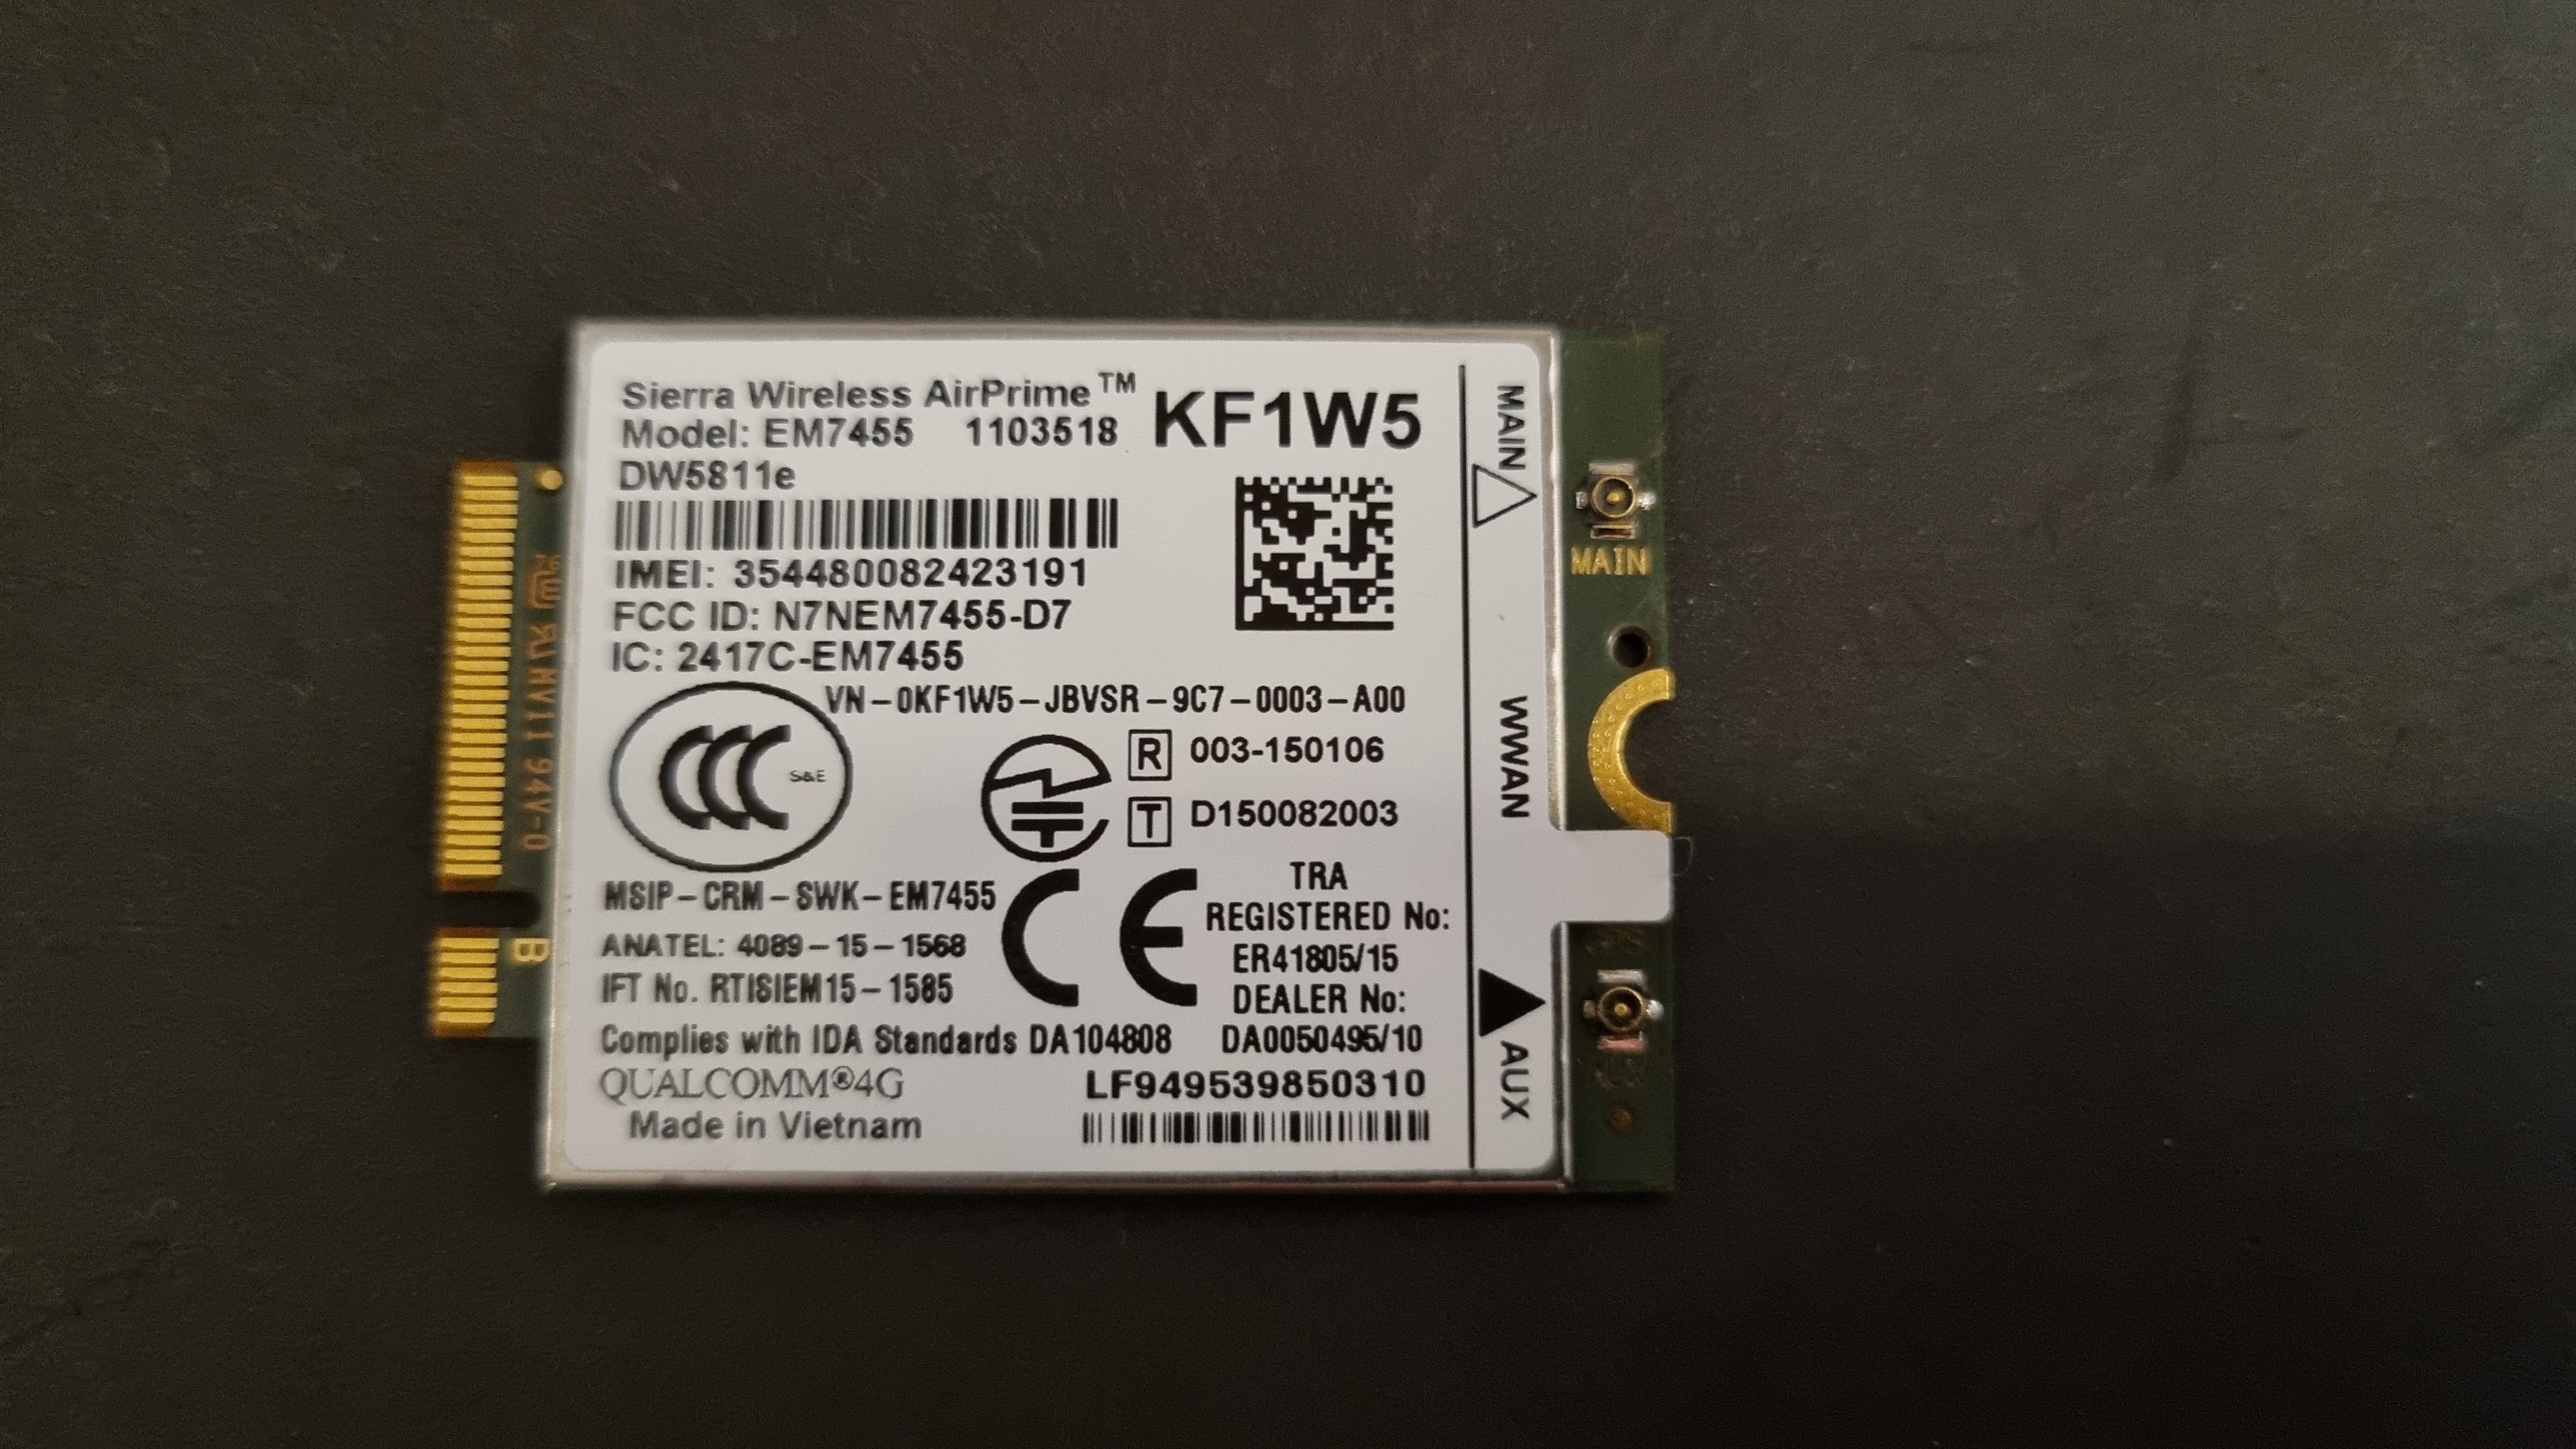 Sierra Wireless AirPrime™
KF1W5
Model: EM7455 1103518
DW5811e
IMEI: 354480082423191
FCC ID: N7NEM7455-D7
IC: 2417C-EM7455
VN-0KF1W5-JBVSR-9C7-0003-A00
CCC S&E
R 003-150106
T D150082003
MSIP-CRM-SWK-EM7455
ANATEL: 4089-15-1568
IFT No. RTISIEM15-1585
CE
TRA
REGISTERED No:
ER41805/15
DEALER No:
DA0050495/10
Complies with IDA Standards DA104808
QUALCOMM®4G
LF949539850310
Made in Vietnam
MAIN
WWAN
AUX
MAIN
MV11 94V-0
B